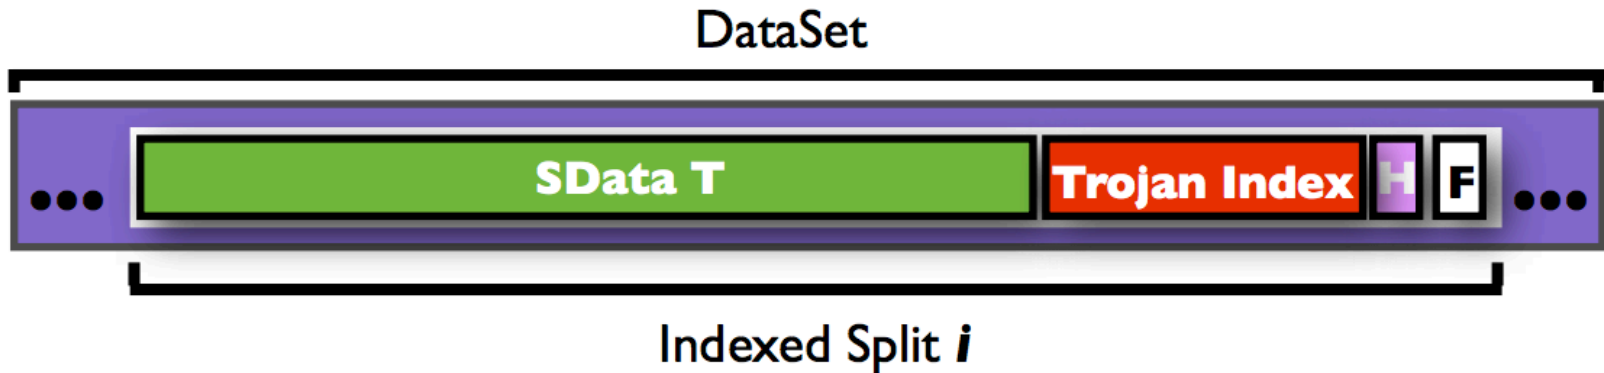 DataSet
... SData T Trojan Index H F ...
Indexed Split i